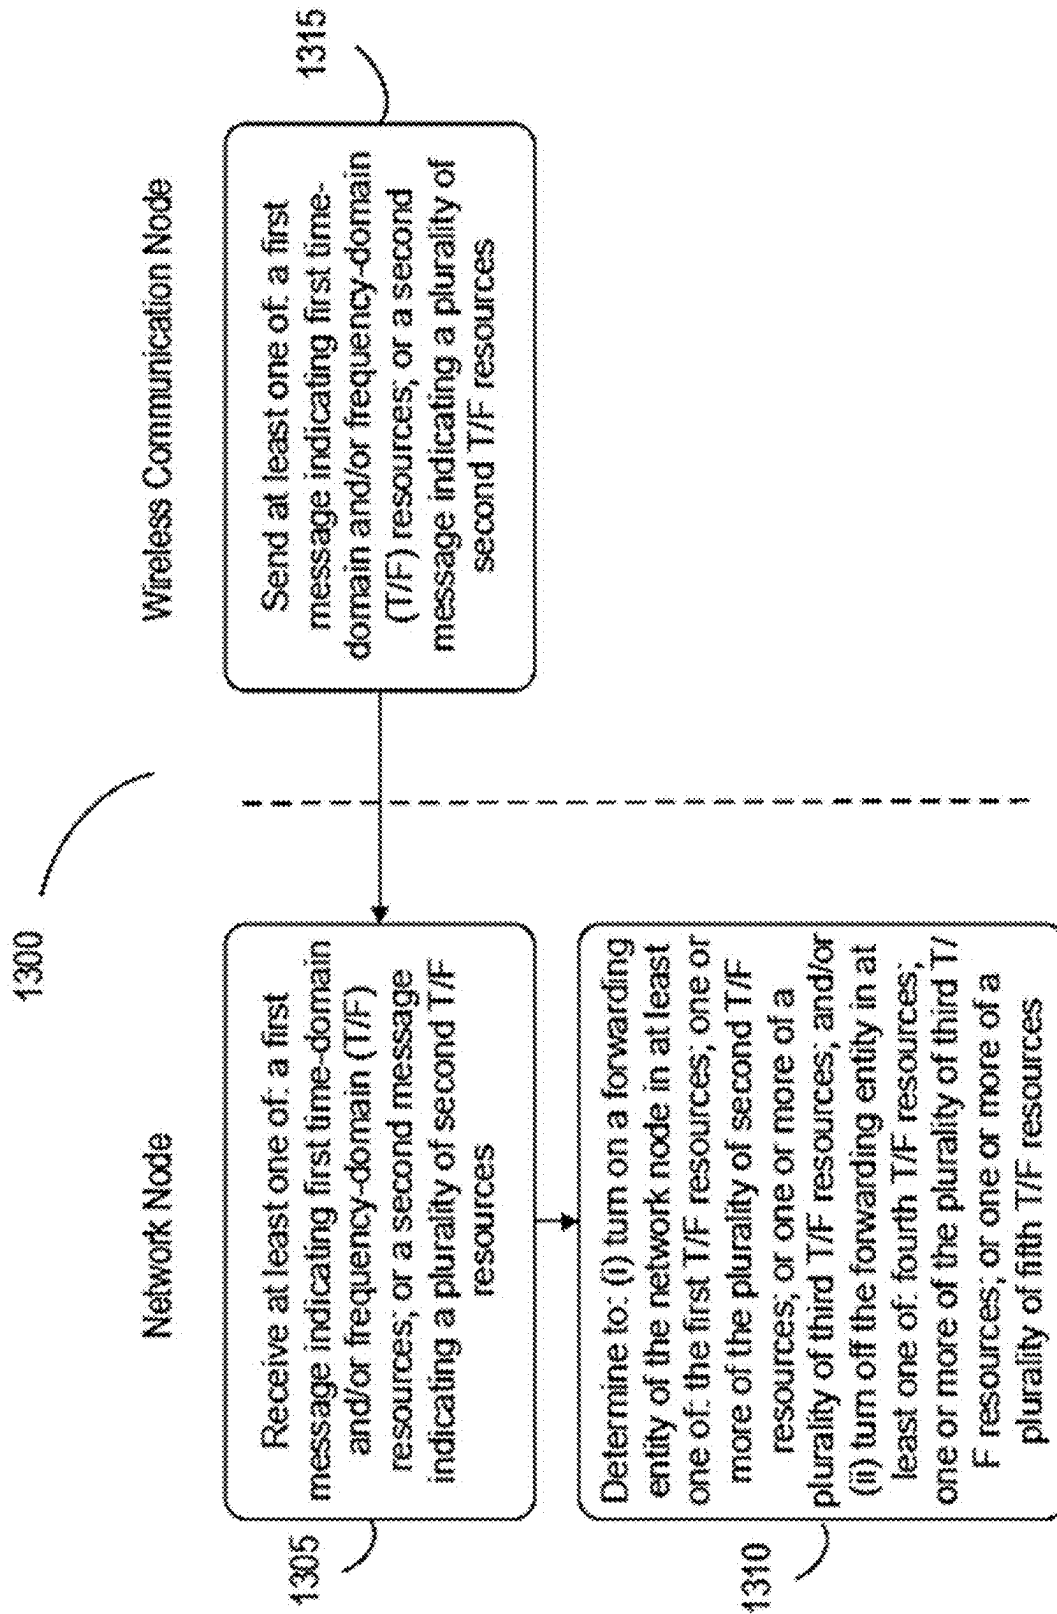 1300
Network Node
Wireless Communication Node
1305
Receive at least one of: a first
message indicating first time-domain
and/or frequency-domain (T/F)
resources; or a second message
indicating a plurality of second T/F
resources
1315
Send at least one of: a first
message indicating first time-
domain and/or frequency-domain
(T/F) resources; or a second
message indicating a plurality of
second T/F resources
1310
Determine to: (i) turn on a forwarding
entity of the network node in at least
one of: the first T/F resources; one or
more of the plurality of second T/F
resources; or one or more of a
plurality of third T/F resources; and/or
(ii) turn off the forwarding entity in at
least one of: fourth T/F resources;
one or more of the plurality of third T/
F resources; or one or more of a
plurality of fifth T/F resources